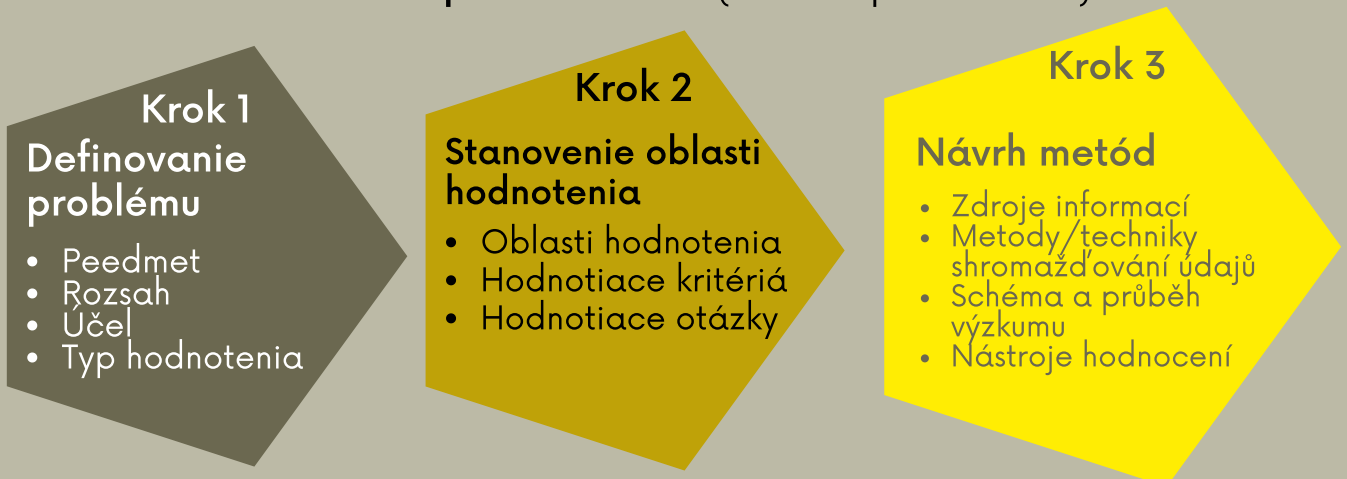 Krok 1
Definovanie
problému
• Peedmet
• Rozsah
• Účel
• Typ hodnotenia
Krok 2
Stanovenie oblasti
hodnotenia
• Oblasti hodnotenia
• Hodnotiace kritériá
• Hodnotiace otázky
Krok 3
Návrh metód
• Zdroje informací
• Metody/techniky
shromažďování údajů
• Schéma a průběh
výzkumu
• Nástroje hodnocení